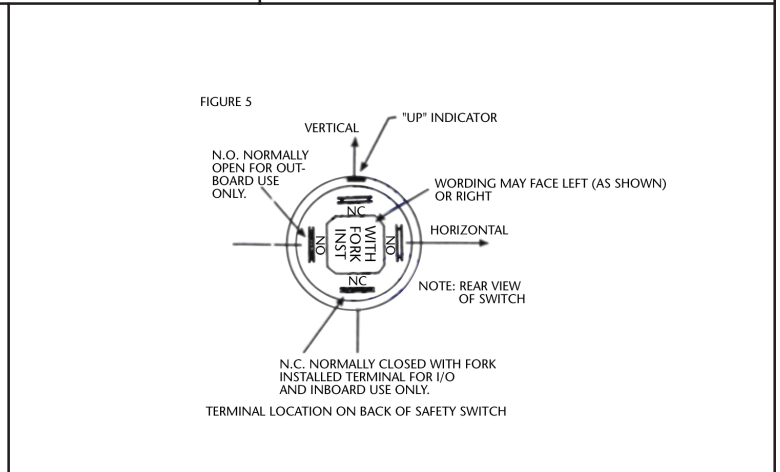 FIGURE 5
"UP" INDICATOR
VERTICAL
N.O. NORMALLY
OPEN FOR OUT-
BOARD USE
ONLY.
WORDING MAY FACE LEFT (AS SHOWN)
OR RIGHT
NC
HORIZONTAL
NO
WITH
FORK
INST
NO
NC
NOTE: REAR VIEW
OF SWITCH
N.C. NORMALLY CLOSED WITH FORK
INSTALLED TERMINAL FOR I/O
AND INBOARD USE ONLY.
TERMINAL LOCATION ON BACK OF SAFETY SWITCH